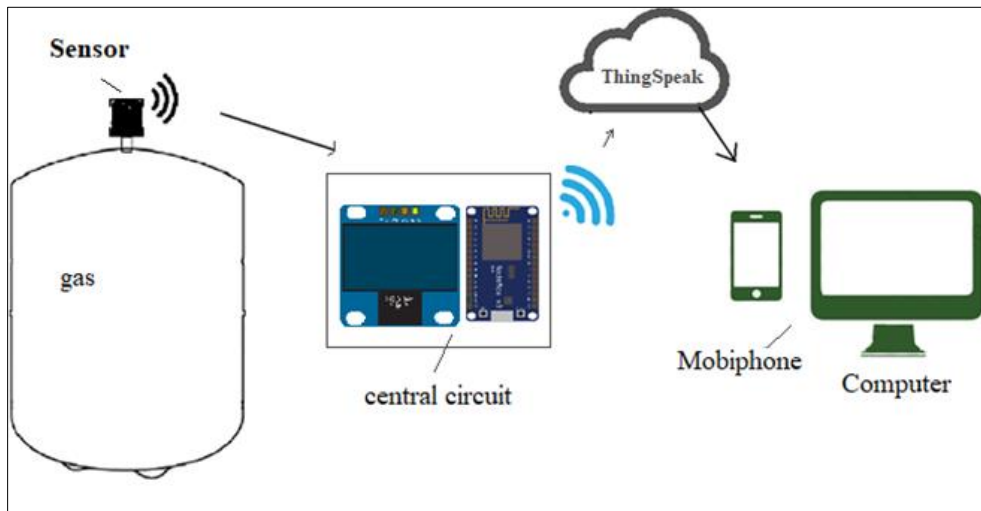 Sensor
ThingSpeak
gas
central circuit
Mobiphone
Computer